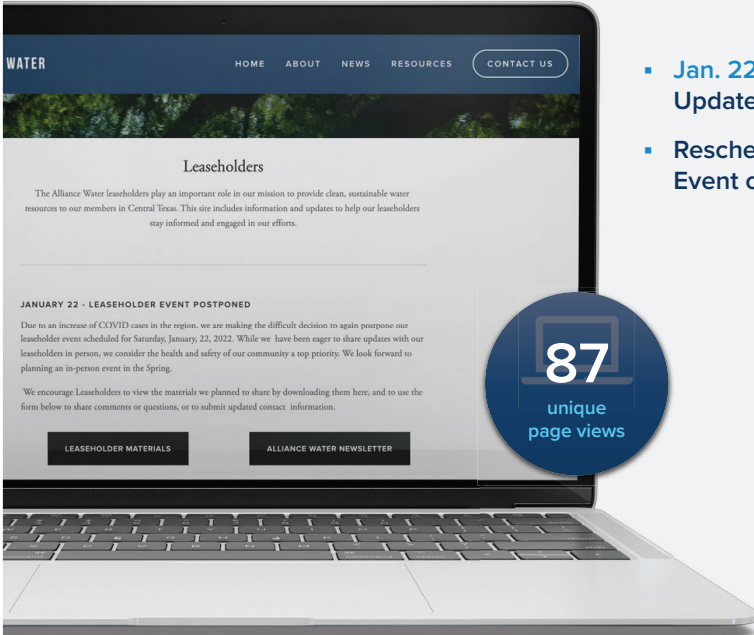 WATER
HOME ABOUT NEWS RESOURCES CONTACT US
Leaseholders
The Alliance Water leaseholders play an important role in our mission to provide clean, sustainable water
resources to our members in Central Texas. This site includes information and updates to help our leaseholders
stay informed and engaged in our efforts.
JANUARY 22 - LEASEHOLDER EVENT POSTPONED
Due to an increase of COVID cases in the region. we are making the difficult decision to again postpone our
leaseholder event scheduled for Saturday, January, 22, 2022. While we have been eager to share updates with our
leaseholders in person, we consider the health and safety of our community a top priority. We look forward to
planning an in-person event in the Spring.
We encourage Leaseholders to view the materials we planned to share by downloading them here, and to use the
form below to share comments or questions, or to submit updated contact information.
LEASEHOLDER MATERIALS ALLIANCE WATER NEWSLETTER
87
unique
page views
▪ Jan. 22
Update
▪ Resche
Event